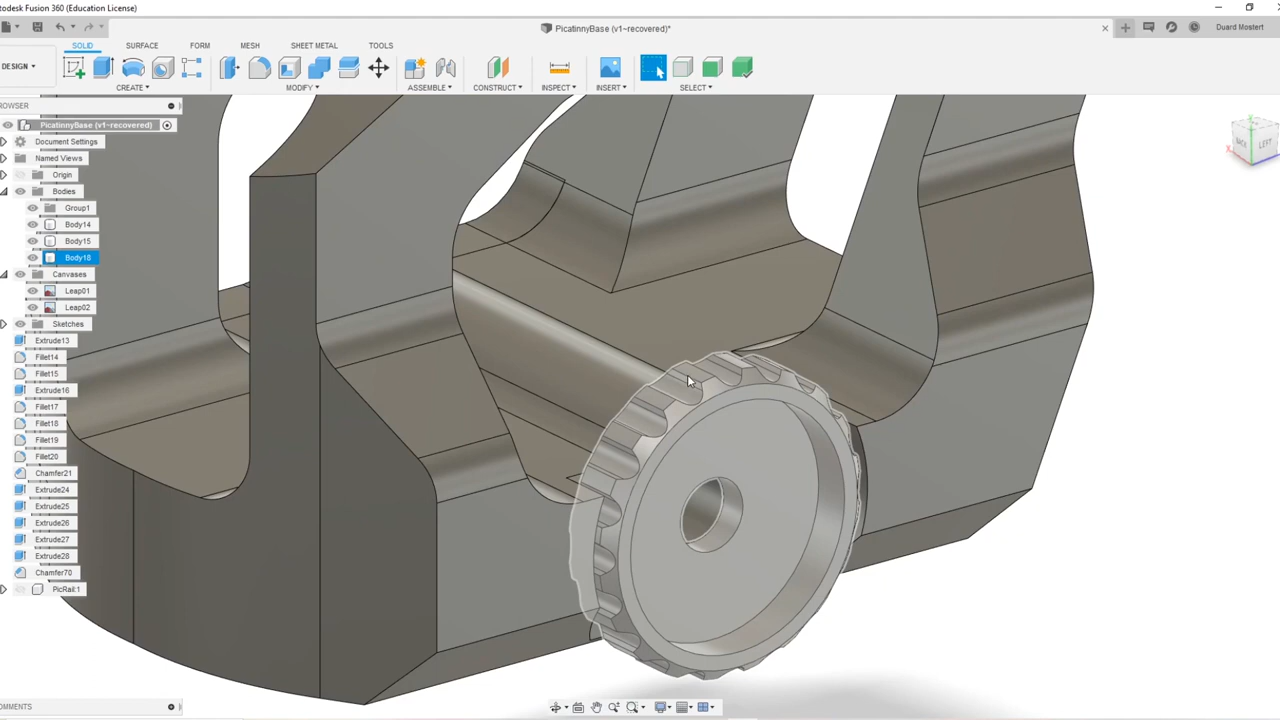 Autodesk Fusion 360 (Education License)
PicatinnyBase (v1~recovered)*
Duard Mostert
SOLID SURFACE FORM MESH SHEET METAL TOOLS
DESIGN
CREATE MODIFY ASSEMBLE CONSTRUCT INSPECT INSERT SELECT
BROWSER
PicatinnyBase (v1~recovered)
Document Settings
Named Views
Origin
Bodies
Group1
Body14
Body15
Body18
Canvases
Leap01
Leap02
Sketches
Extrude13
Fillet14
Fillet15
Extrude16
Fillet17
Fillet18
Fillet19
Fillet20
Chamfer21
Extrude24
Extrude25
Extrude26
Extrude27
Extrude28
Chamfer70
PicRail:1
COMMENTS
BACK LEFT